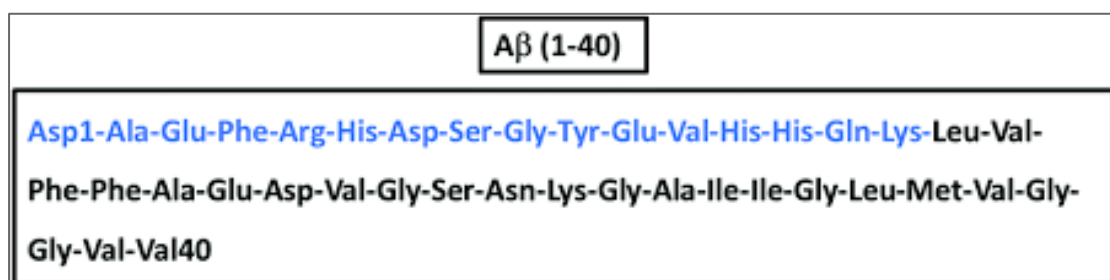 Aβ (1-40)
Asp1-Ala-Glu-Phe-Arg-His-Asp-Ser-Gly-Tyr-Glu-Val-His-His-Gln-Lys-Leu-Val-
Phe-Phe-Ala-Glu-Asp-Val-Gly-Ser-Asn-Lys-Gly-Ala-Ile-Ile-Gly-Leu-Met-Val-Gly-
Gly-Val-Val40